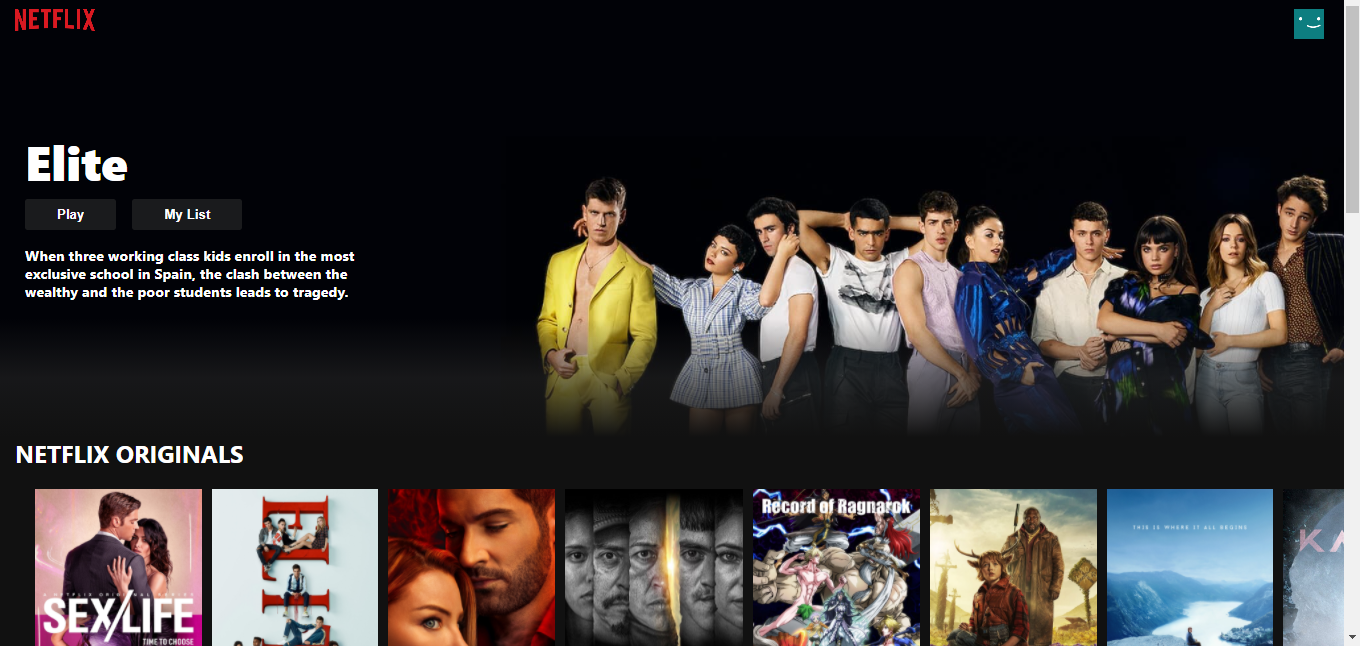 NETFLIX
Elite
Play
My List
When three working class kids enroll in the most
exclusive school in Spain, the clash between the
wealthy and the poor students leads to tragedy.
NETFLIX ORIGINALS
A NETFLIX ORIGINAL SERIES
SEX/LIFE
TIME TO CHOOSE
Record of Ragnarok
THIS IS WHERE IT ALL BEGINS
KA